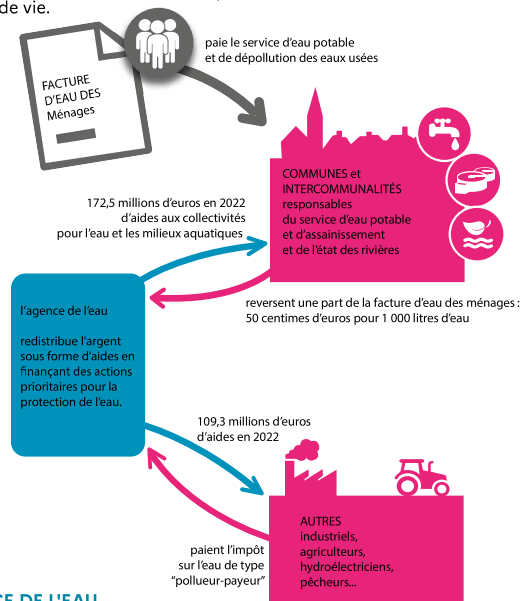 de vie.
paie le service d'eau potable
et de dépollution des eaux usées
FACTURE
D'EAU DES
Ménages
COMMUNES et
INTERCOMMUNALITÉS
responsables
du service d'eau potable
et d'assainissement
et de l'état des rivières
172,5 millions d'euros en 2022
d'aides aux collectivités
pour l'eau et les milieux aquatiques
reversent une part de la facture d'eau des ménages :
50 centimes d'euros pour 1 000 litres d'eau
l'agence de l'eau
redistribue l'argent
sous forme d'aides en
finançant des actions
prioritaires pour la
protection de l'eau.
109,3 millions d'euros
d'aides en 2022
AUTRES
industriels,
agriculteurs,
hydroélectriciens,
pêcheurs...
paient l'impôt
sur l'eau de type
“pollueur-payeur”
CE DE L'EAU